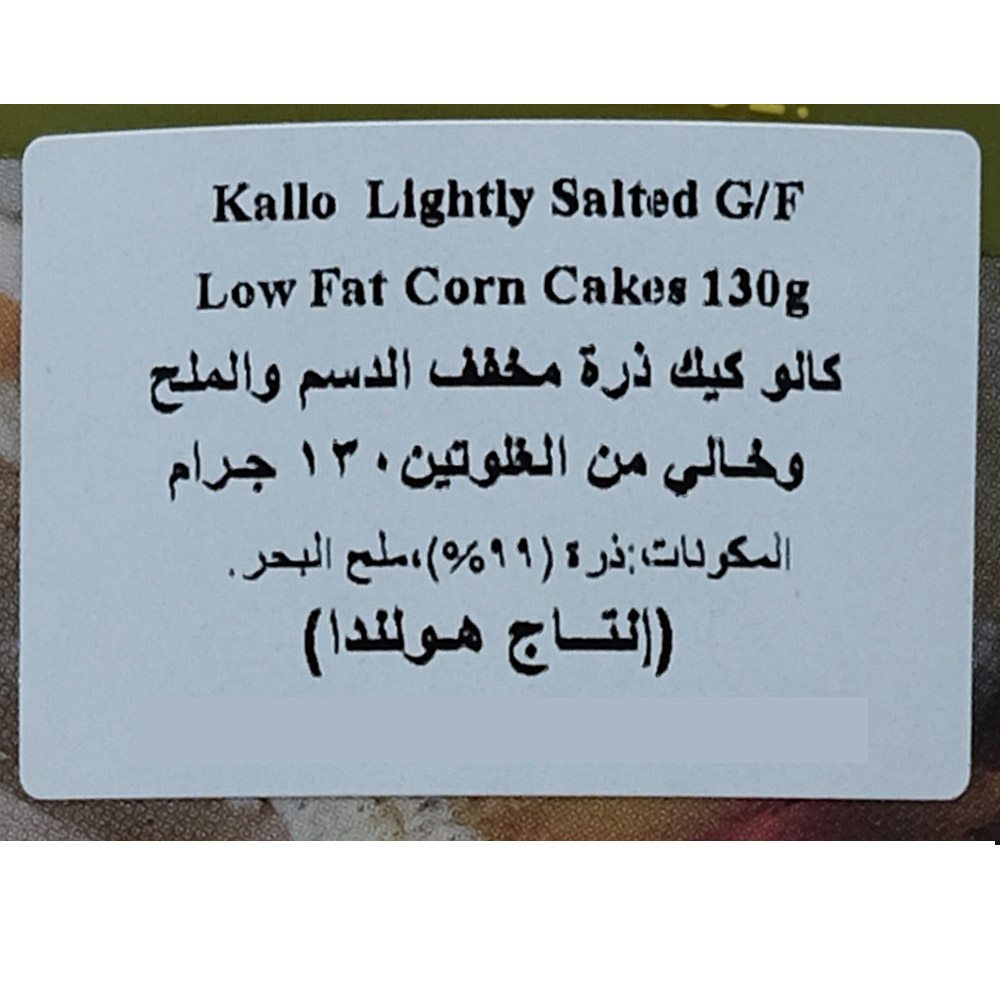 Kallo Lightly Salted G/F
Low Fat Corn Cakes 130g
كالو كيك ذرة مخفف الدسم والملح
وخالي من الغلوتين ١٣٠ جرام
المكونات:ذرة (٩٩%)،ملح البحر.
(إنتاج هولندا)